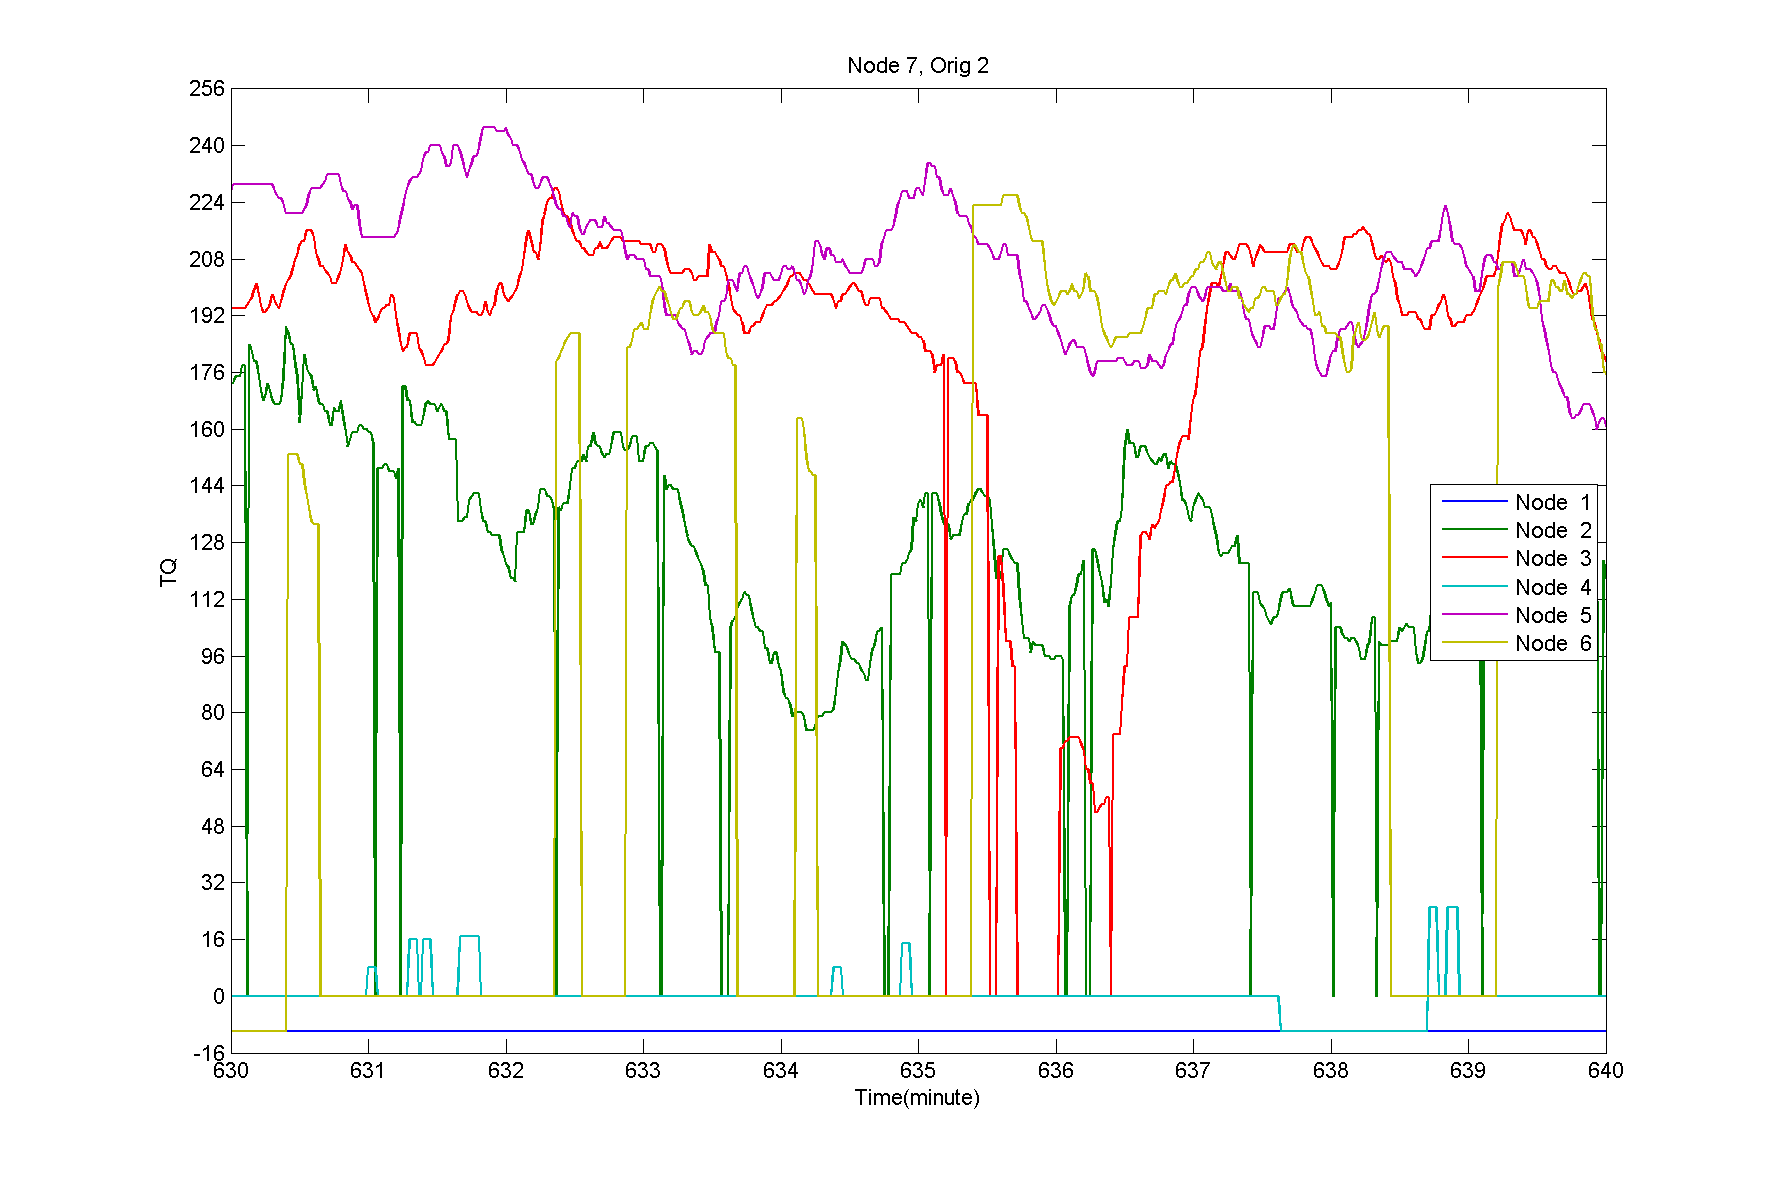 Node 7, Orig 2
256
240
224
208
192
176
160
144
128
112
96
80
64
48
32
16
0
-16
TQ
Node 1
Node 2
Node 3
Node 4
Node 5
Node 6
630 631 632 633 634 635 636 637 638 639 640
Time(minute)